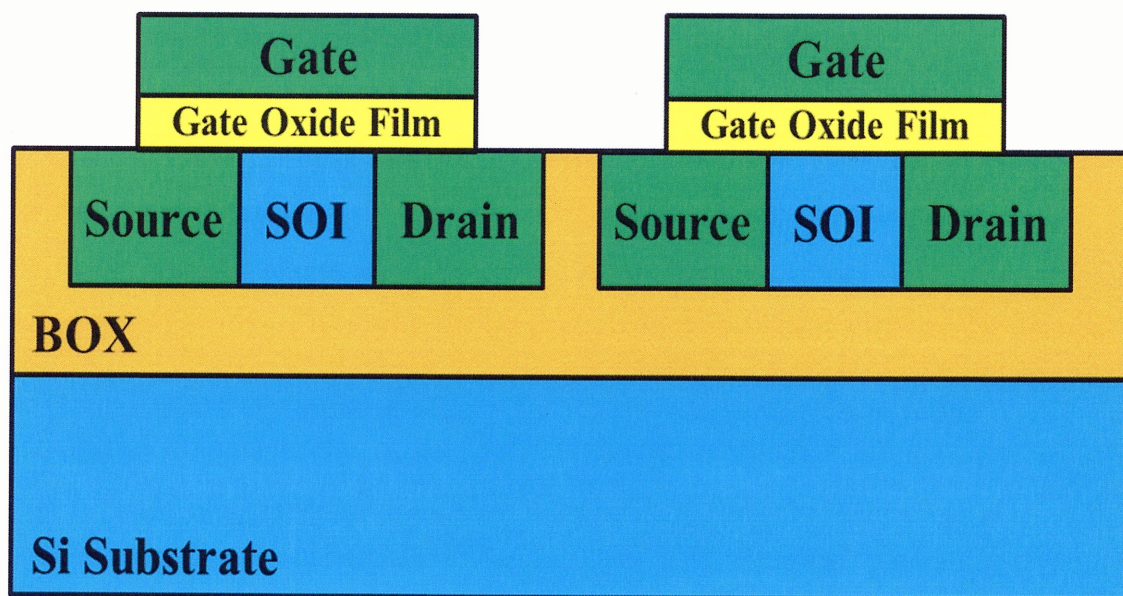 Gate
Gate
Gate Oxide Film
Gate Oxide Film
Source
SOI
Drain
Source
SOI
Drain
BOX
Si Substrate